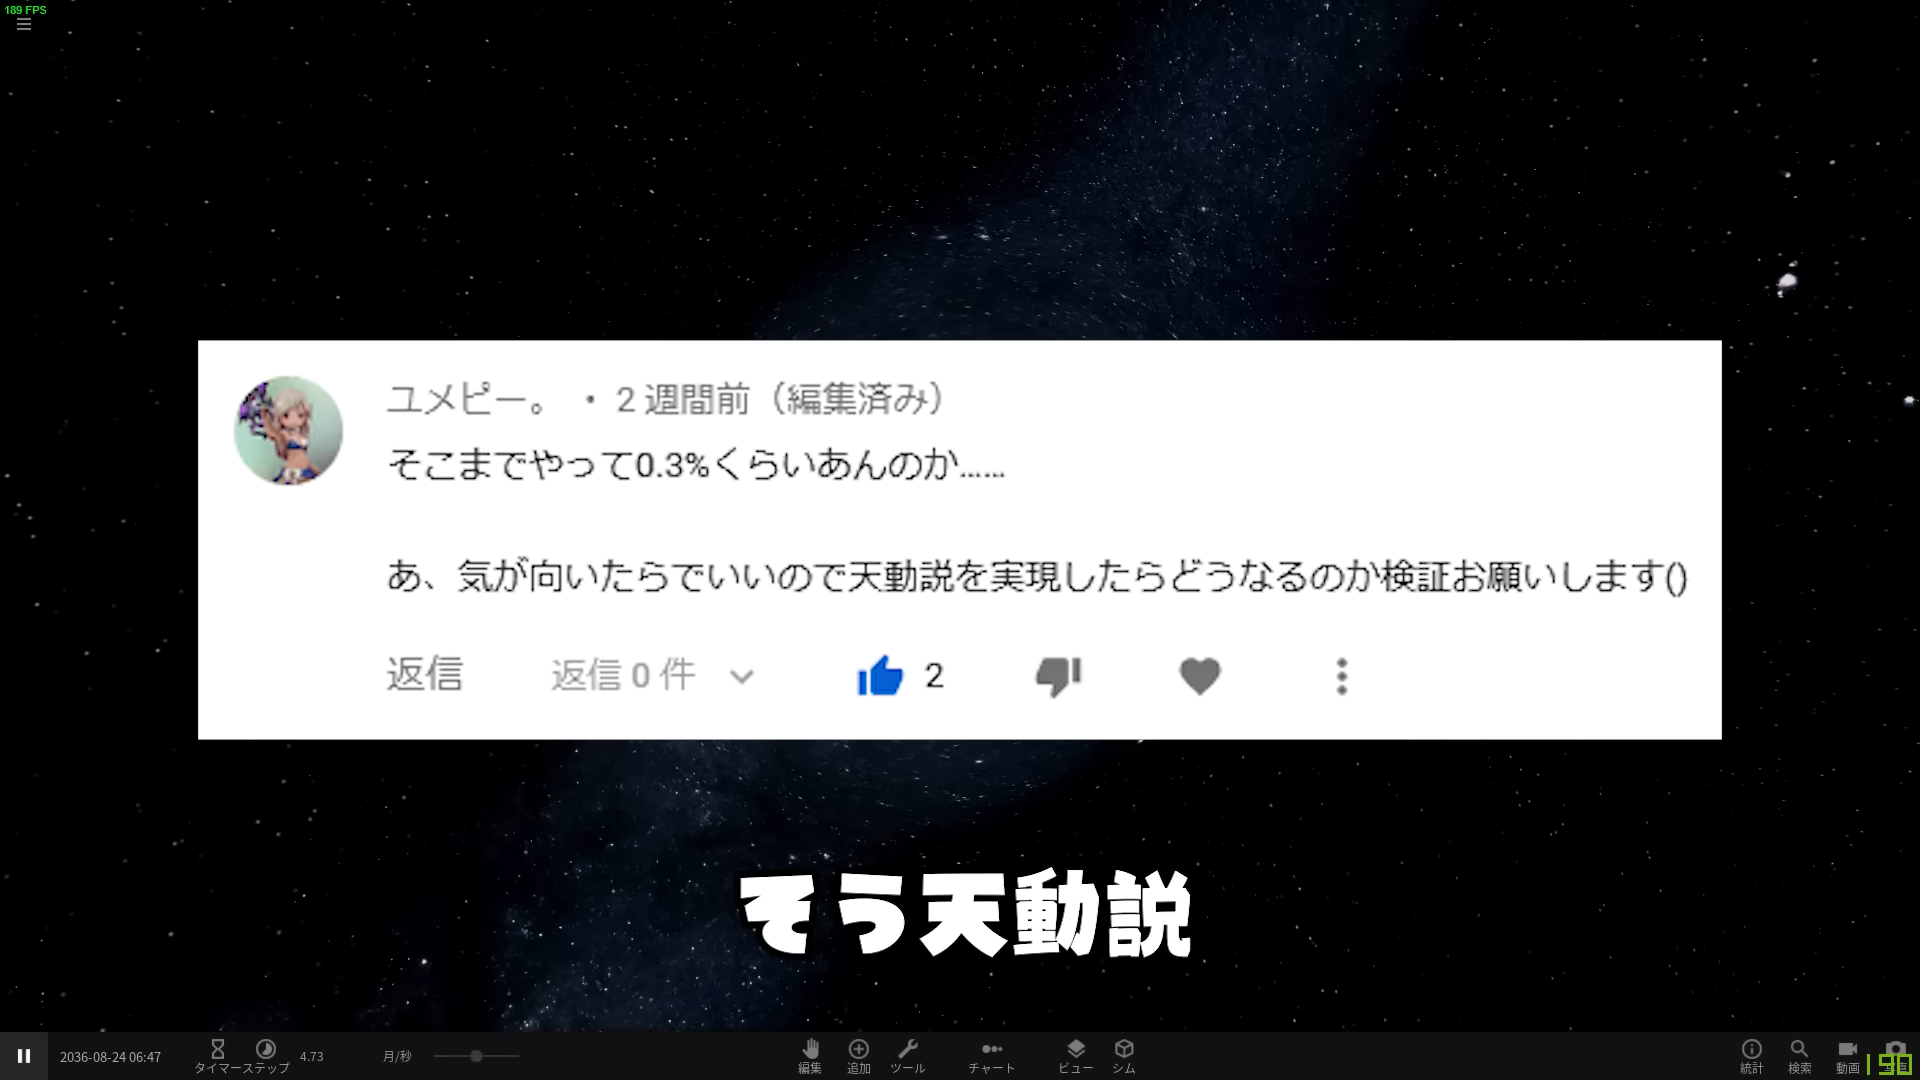 189 FPS
ユメピー。 ・ 2 週間前（編集済み）
そこまでやって0.3%くらいあんのか……
あ、気が向いたらでいいので天動説を実現したらどうなるのか検証お願いします()
返信 返信 0 件 2
そう天動説
2036-08-24 06:47 タイマーステップ 4.73 月/秒 編集 追加 ツール チャート ビュー シム 統計 検索 動画
190